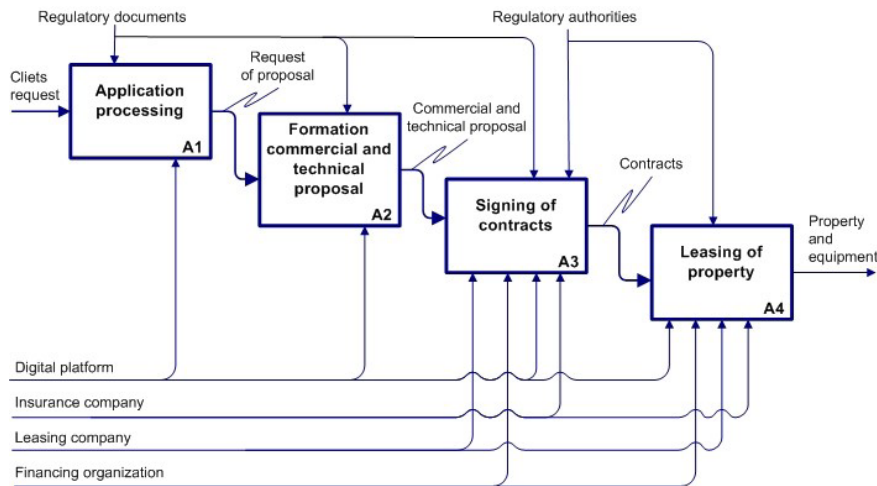 Regulatory documents
Regulatory authorities
Cliets
request
Application
processing
A1
Request
of proposal
Formation
commercial and
technical
proposal
A2
Commercial and
technical proposal
Signing of
contracts
A3
Contracts
Leasing of
property
A4
Property
and
equipment
Digital platform
Insurance company
Leasing company
Financing organization